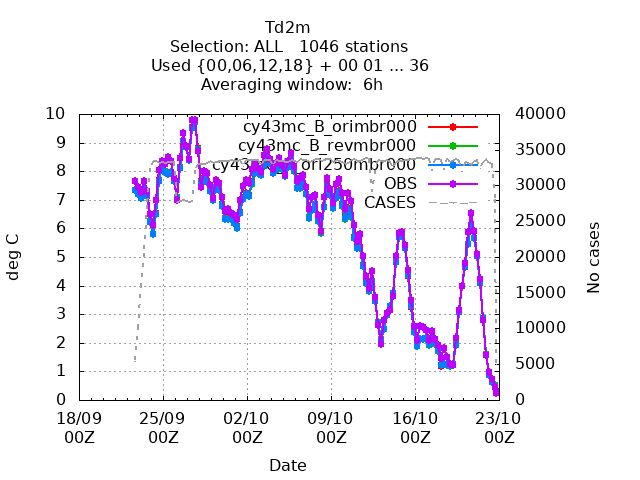 Td2m
Selection: ALL   1046 stations
Used {00,06,12,18} + 00 01 ... 36
Averaging window:  6h
cy43mc_B_orimbr000
cy43mc_B_revmbr000
ori2500mbr000
OBS
CASES
10
9
8
7
6
5
4
3
2
1
0
40000
35000
30000
25000
20000
15000
10000
5000
0
deg C
No cases
18/09 25/09 02/10 09/10 16/10 23/10
00Z 00Z 00Z 00Z 00Z 00Z
Date